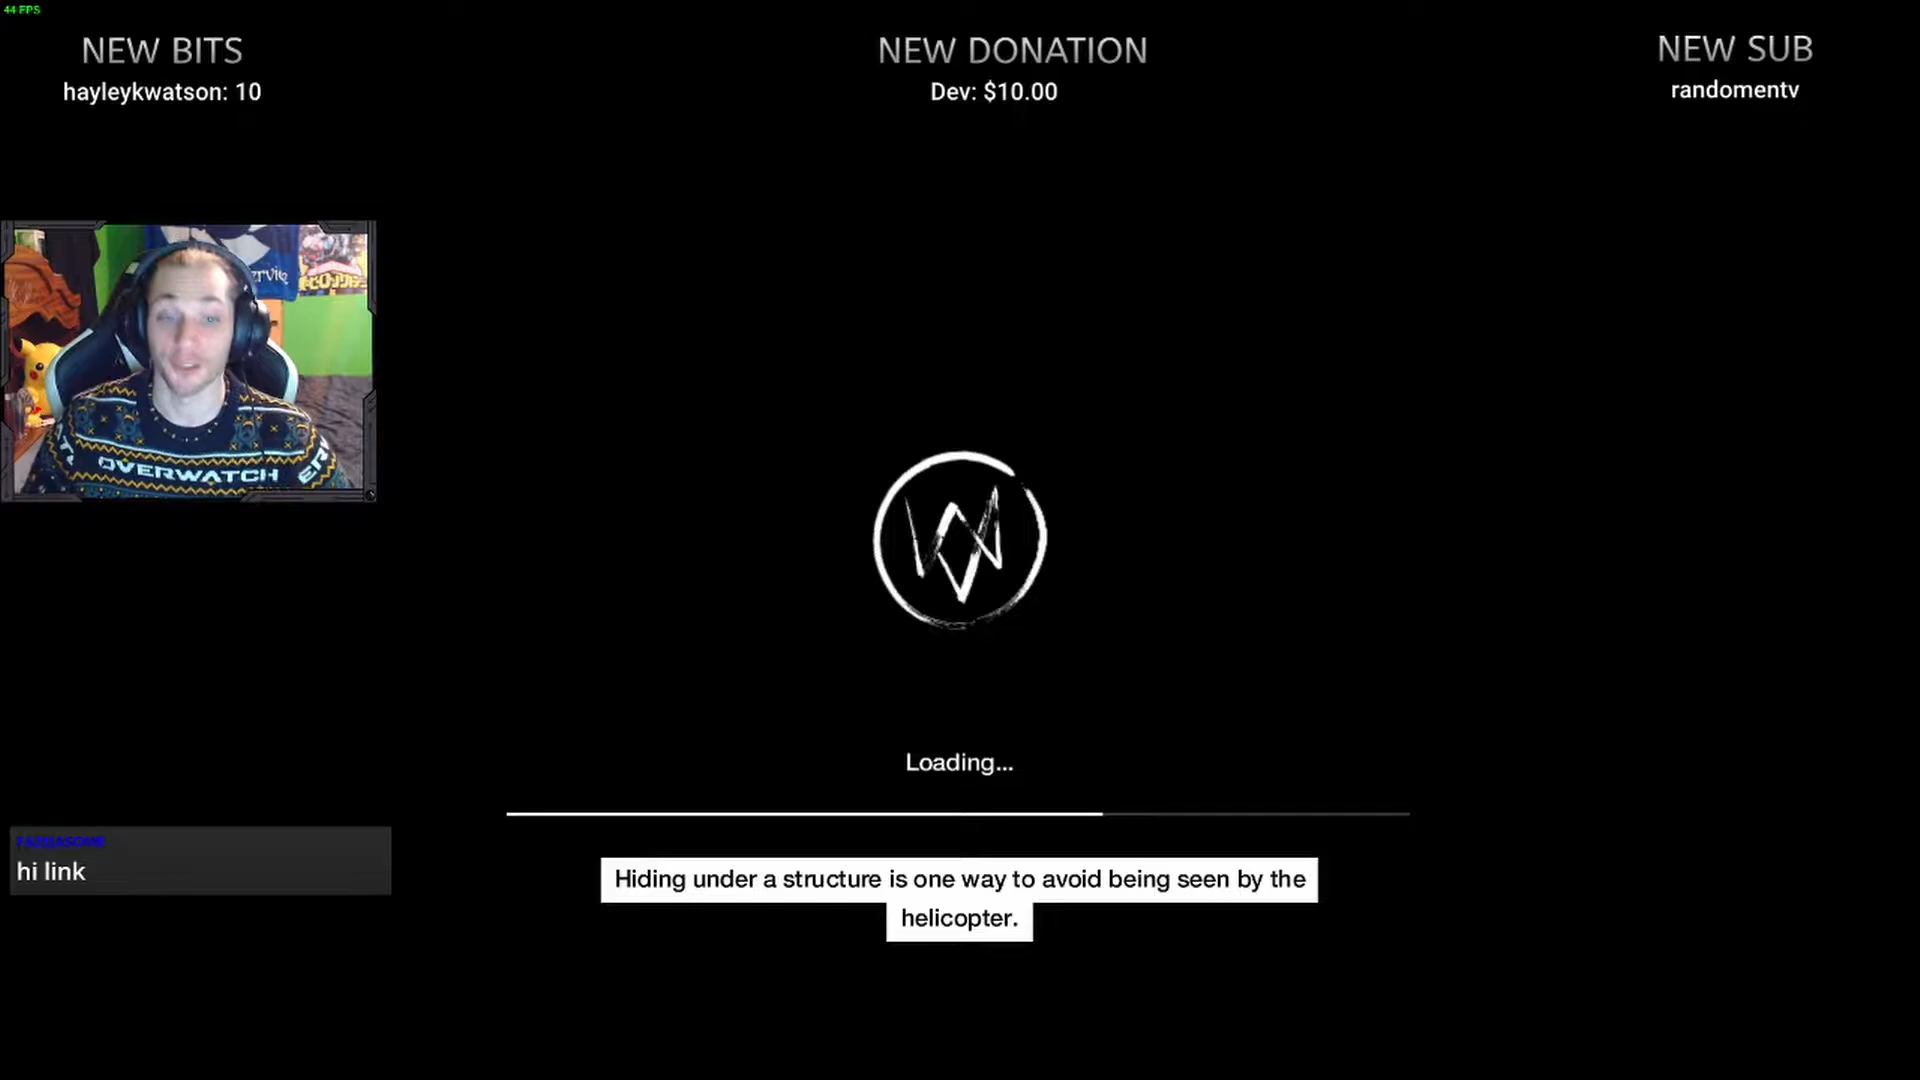 44 FPS
NEW BITS
hayleykwatson: 10
NEW DONATION
Dev: $10.00
NEW SUB
randomentv
OVERWATCH
hi link
Loading...
Hiding under a structure is one way to avoid being seen by the
helicopter.